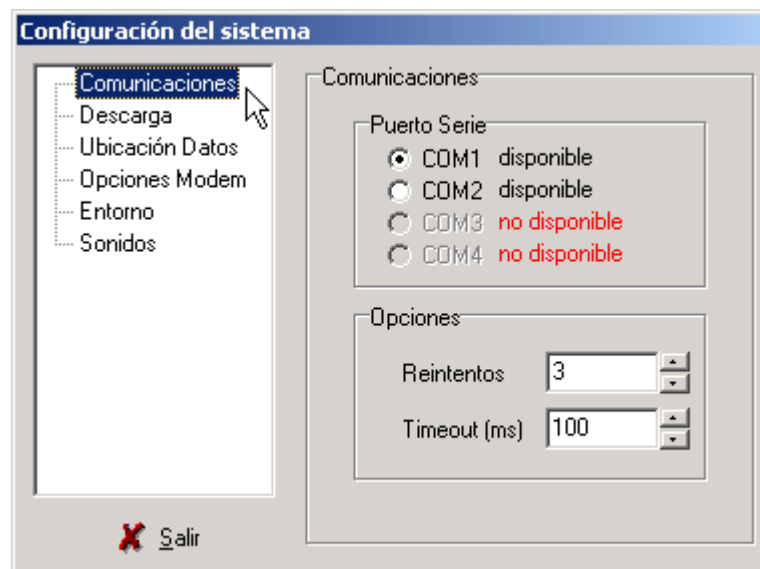 Configuración del sistema
Comunicaciones
Descarga
Ubicación Datos
Opciones Modem
Entorno
Sonidos
Salir
Comunicaciones
Puerto Serie
COM1 disponible
COM2 disponible
COM3 no disponible
COM4 no disponible
Opciones
Reintentos 3
Timeout (ms) 100